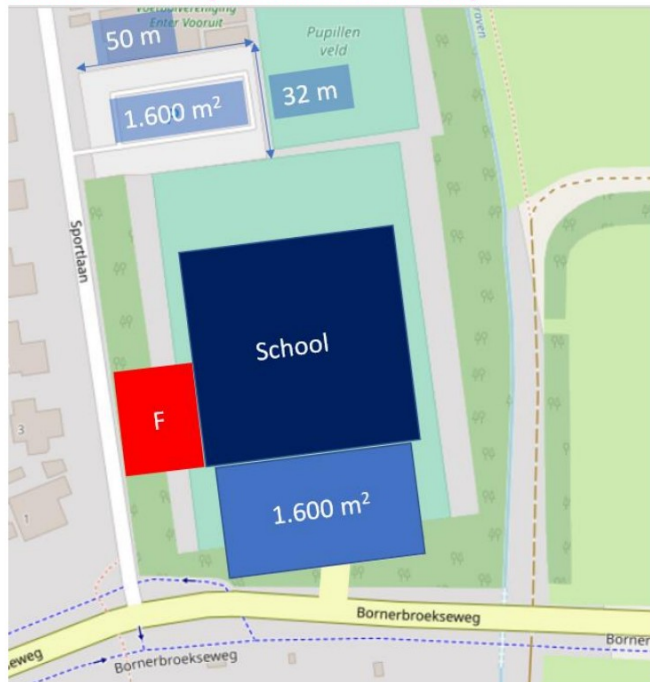 Voetbalvereniging
Enter Vooruit
50 m
Pupillen
veld
32 m
1.600 m²
Sportlaan
School
F
3
1.600 m²
1
Bornerbroekseweg
Borner
eweg
Bornerbroekseweg